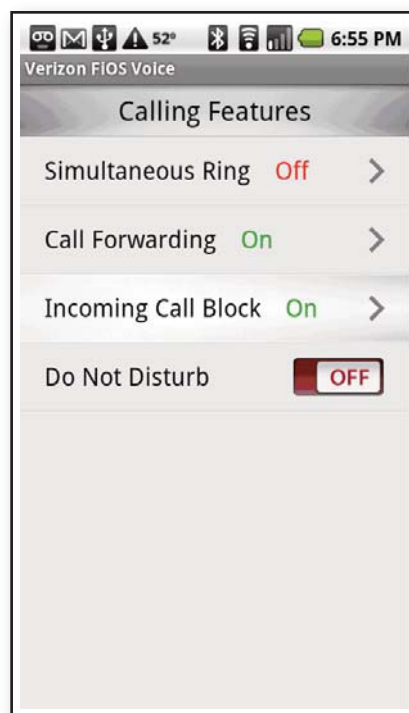 52° 6:55 PM
Verizon FiOS Voice
Calling Features
Simultaneous Ring Off
Call Forwarding On
Incoming Call Block On
Do Not Disturb OFF